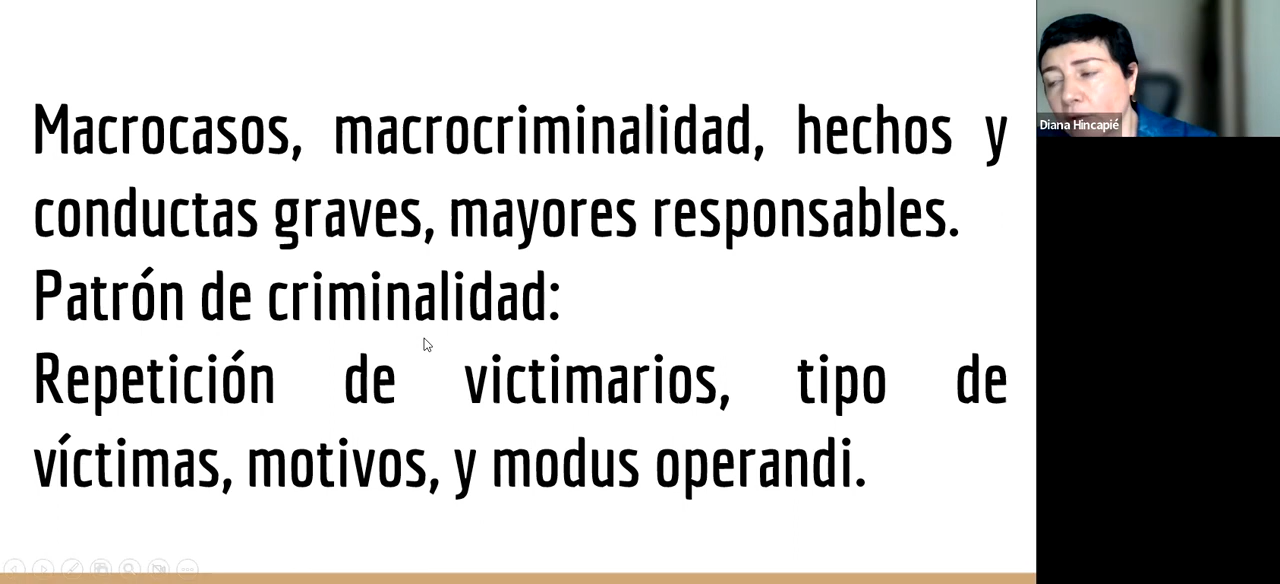 Macrocasos, macrocriminalidad, hechos y
conductas graves, mayores responsables.
Patrón de criminalidad:
Repetición de victimarios, tipo de
víctimas, motivos, y modus operandi.
Diana Hincapié